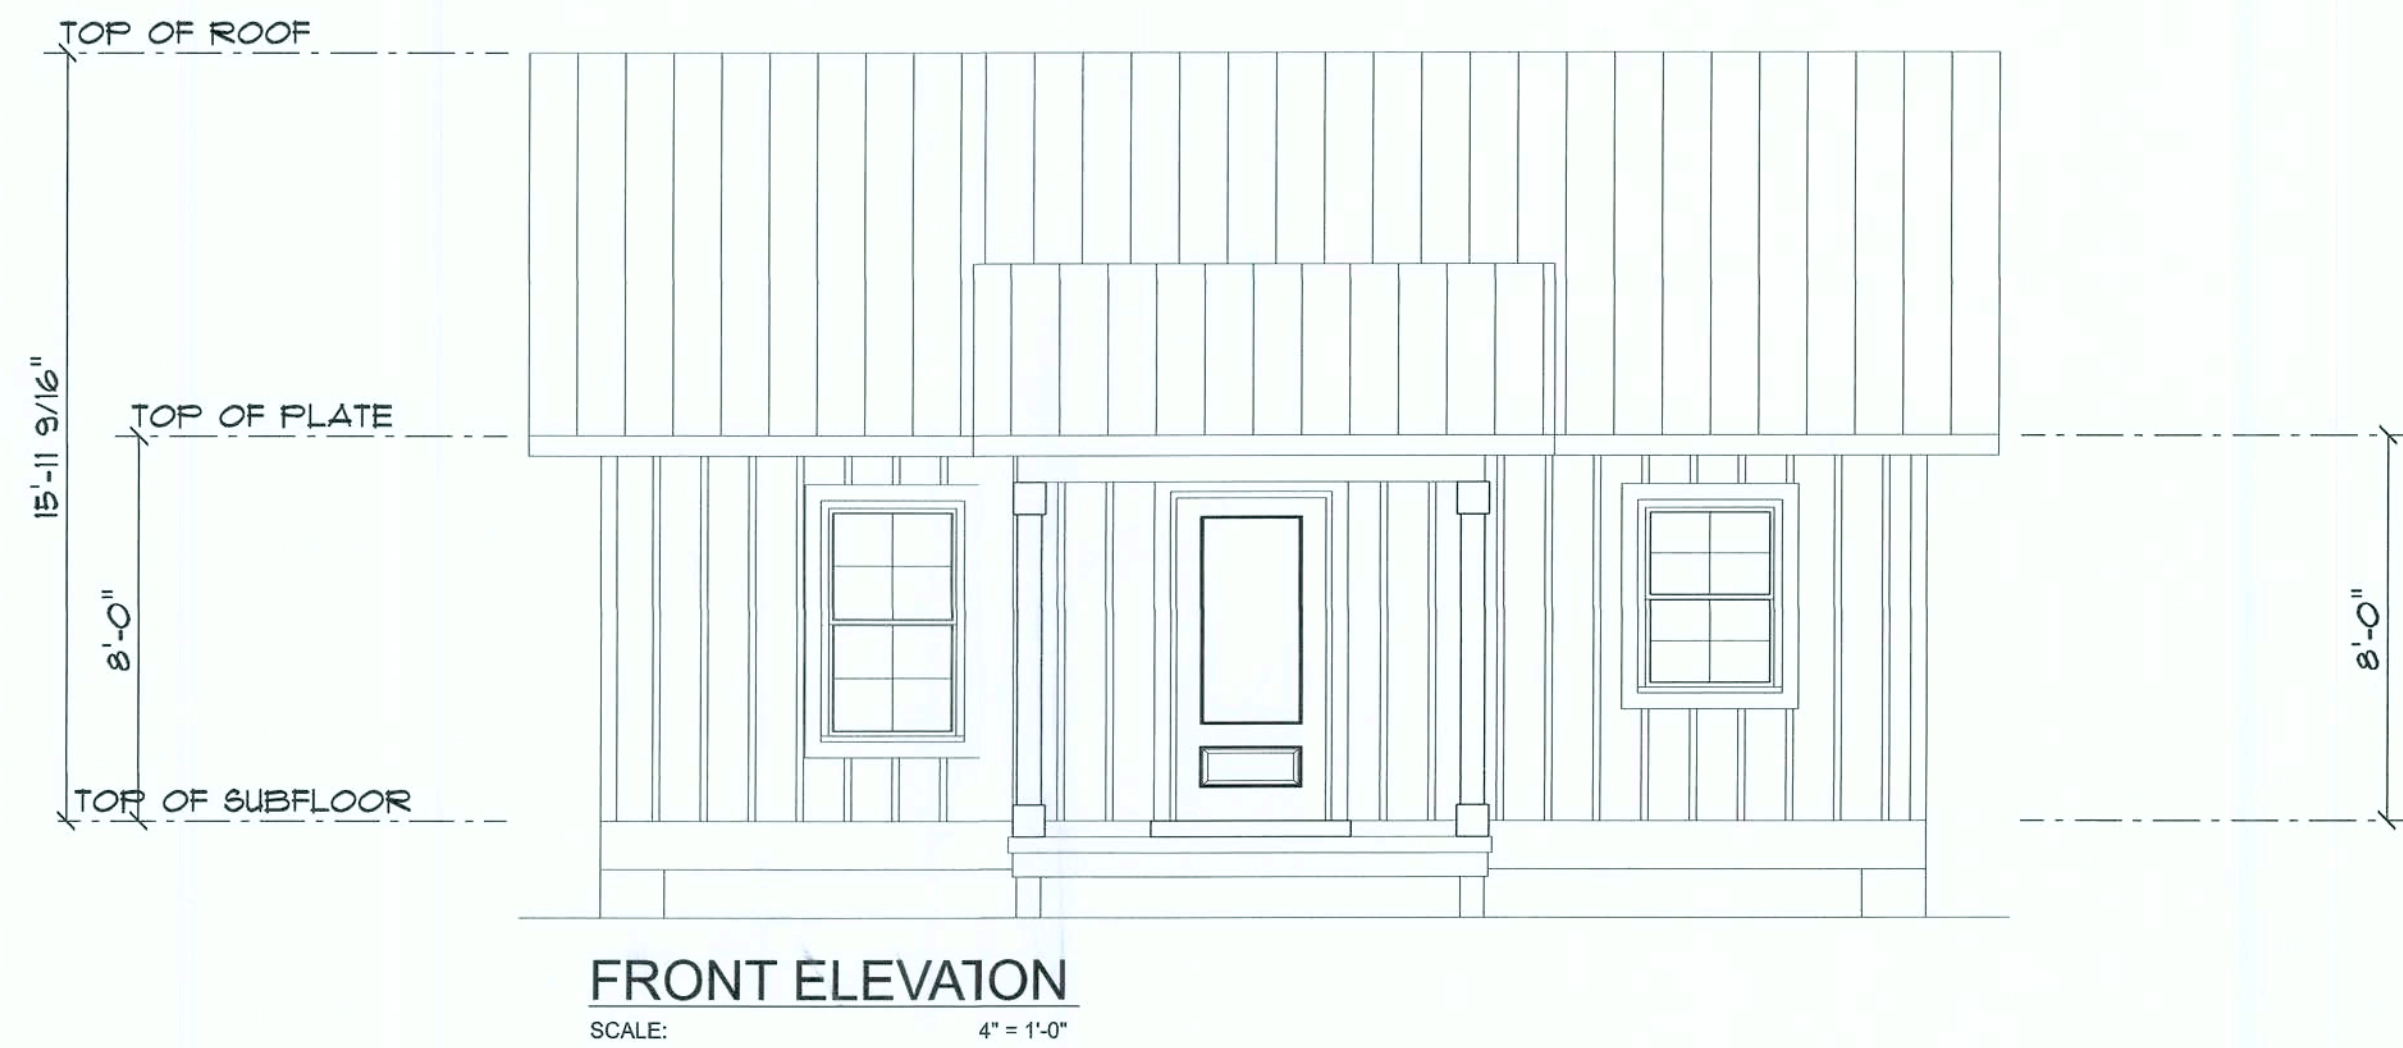 TOP OF ROOF
15'-11 9/16"
TOP OF PLATE
8'-0"
8'-0"
TOP OF SUBFLOOR
FRONT ELEVATION
SCALE: 4" = 1'-0"